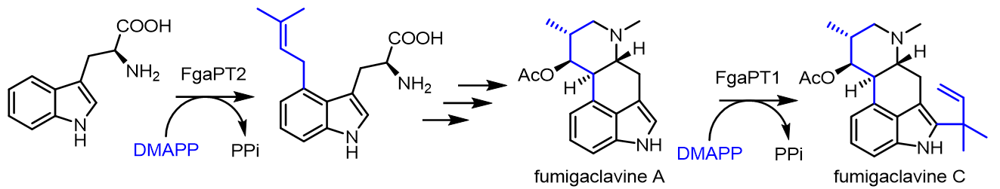 COOH
NH2
N
H
FgaPT2
DMAPP
PPi
COOH
NH2
N
H
N
H
AcO
H
NH
fumigaclavine A
FgaPT1
DMAPP
PPi
N
H
AcO
H
NH
fumigaclavine C